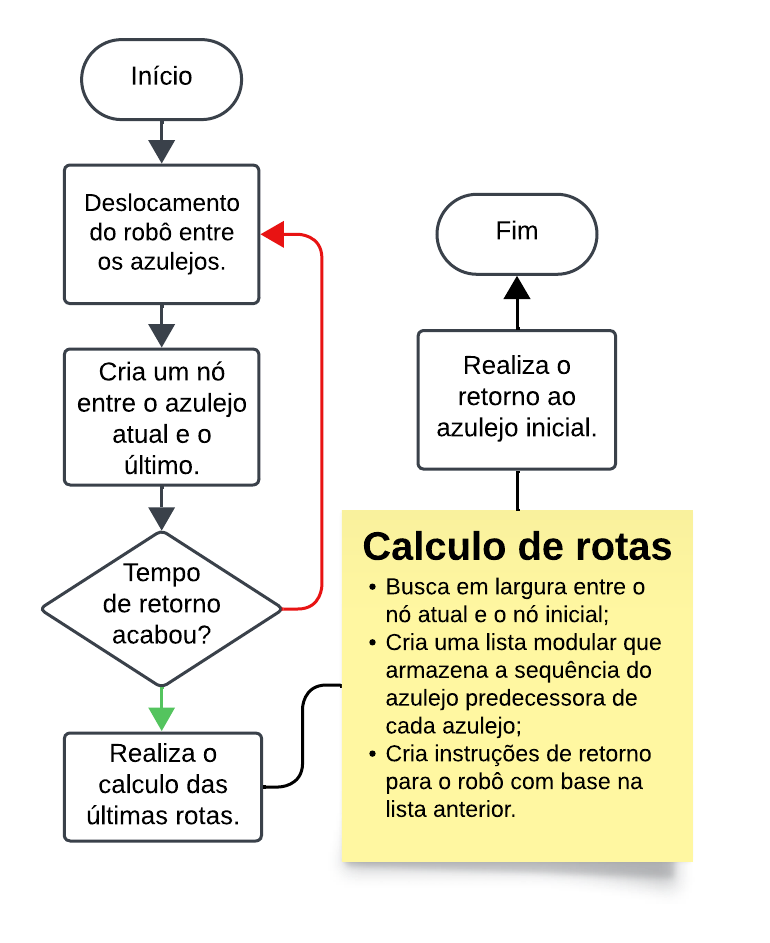 Início
Deslocamento
do robô entre
os azulejos.
Cria um nó
entre o azulejo
atual e o
último.
Tempo
de retorno
acabou?
Realiza o
calculo das
últimas rotas.
Calculo de rotas
• Busca em largura entre o
nó atual e o nó inicial;
• Cria uma lista modular que
armazena a sequência do
azulejo predecessora de
cada azulejo;
• Cria instruções de retorno
para o robô com base na
lista anterior.
Realiza o
retorno ao
azulejo inicial.
Fim